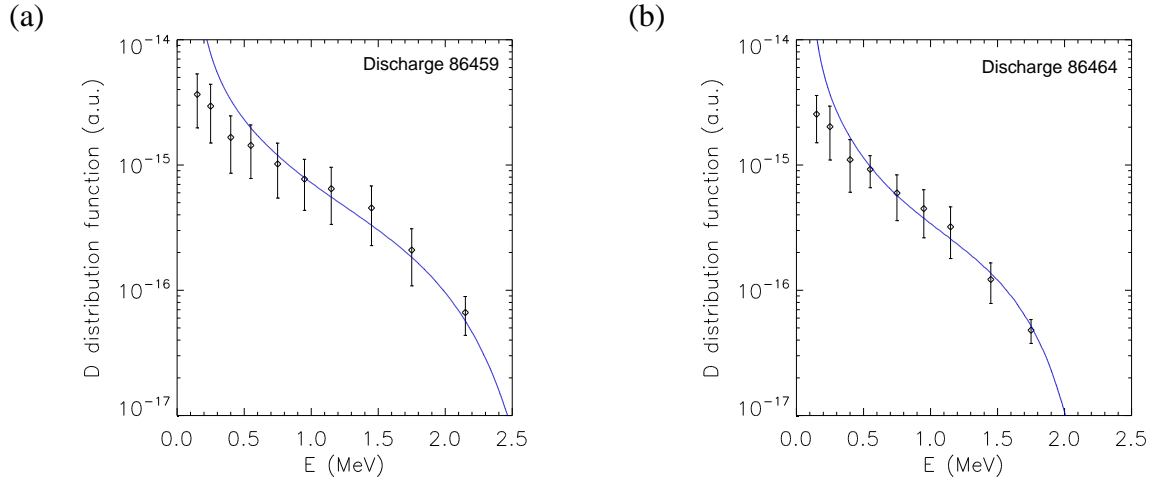 (a)
(b)
Discharge 86459
Discharge 86464
D distribution function (a.u.)
10⁻¹⁴
10⁻¹⁵
10⁻¹⁶
10⁻¹⁷
0.0 0.5 1.0 1.5 2.0 2.5
E (MeV)
D distribution function (a.u.)
10⁻¹⁴
10⁻¹⁵
10⁻¹⁶
10⁻¹⁷
0.0 0.5 1.0 1.5 2.0 2.5
E (MeV)